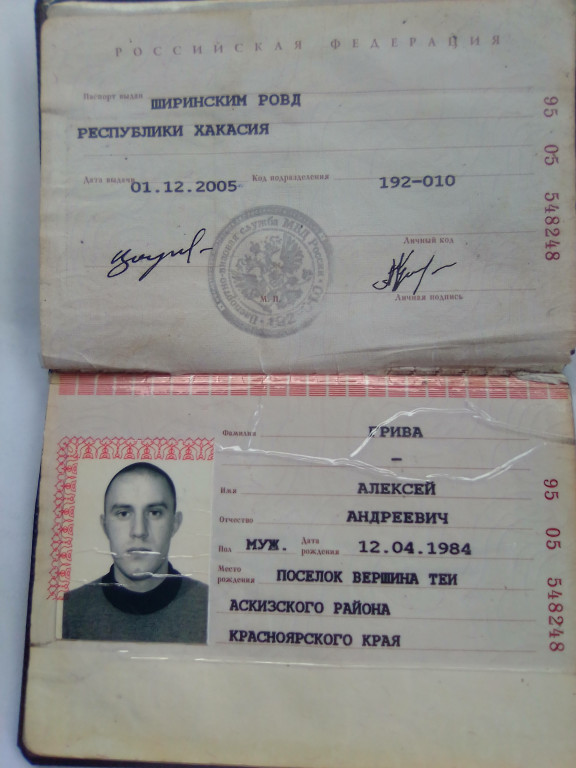 РОССИЙСКАЯ ФЕДЕРАЦИЯ
Паспорт выдан ШИРИНСКИМ РОВД
РЕСПУБЛИКИ ХАКАСИЯ
Дата выдачи 01.12.2005 Код подразделения 192-010
95 05 548248
Личный код
М. П.
Личная подпись
Фамилия ГРИВА
–
Имя АЛЕКСЕЙ
Отчество АНДРЕЕВИЧ
Пол МУЖ. Дата рождения 12.04.1984
Место рождения ПОСЕЛОК ВЕРШИНА ТЕИ
АСКИЗСКОГО РАЙОНА
КРАСНОЯРСКОГО КРАЯ
95 05 548248